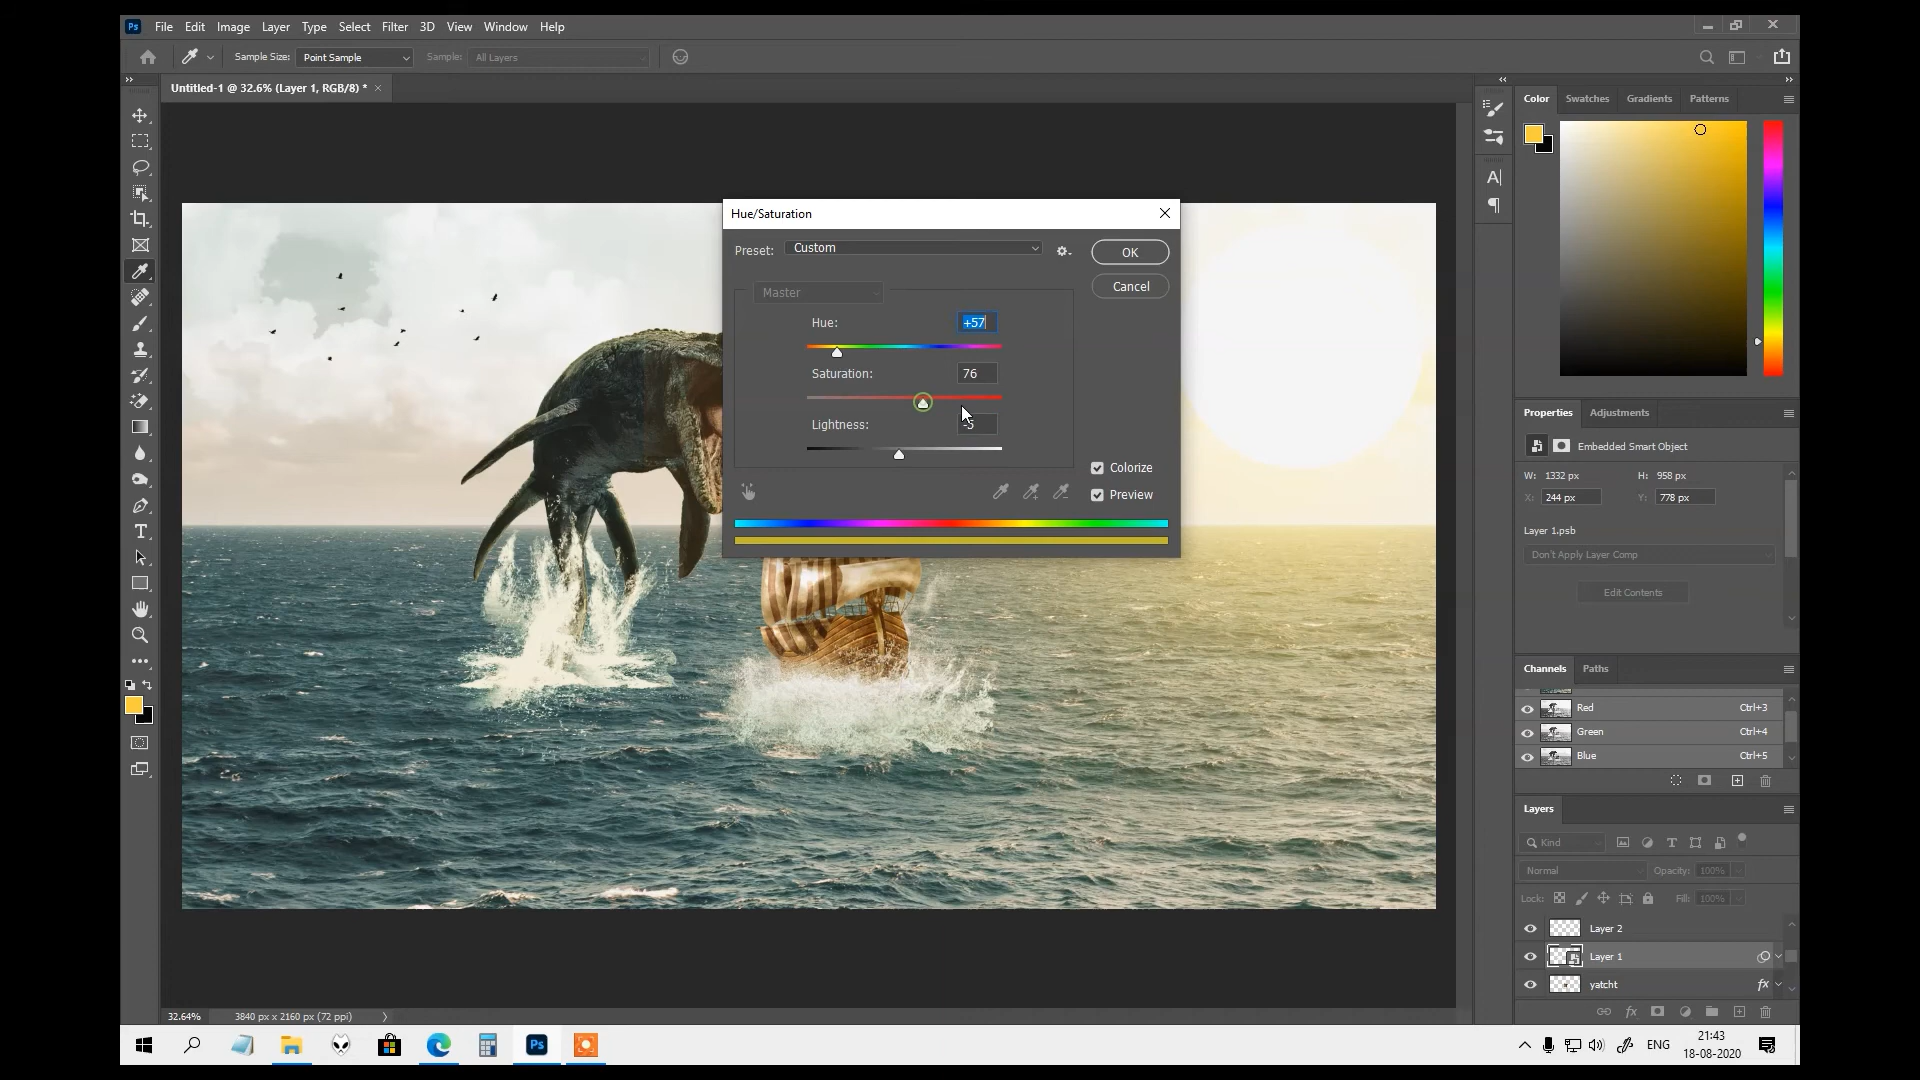 Ps File Edit Image Layer Type Select Filter 3D View Window Help
Sample Size: Point Sample Sample: All Layers
Untitled-1 @ 32.6% (Layer 1, RGB/8) * ×
Color Swatches Gradients Patterns
Hue/Saturation
Preset: Custom
OK
Master
Cancel
Hue: +57
Saturation: 76
Lightness: -5
Colorize
Preview
Properties Adjustments
Embedded Smart Object
W: 1332 px H: 958 px
X: 244 px Y: 778 px
Layer 1.psb
Don't Apply Layer Comp
Edit Contents
Channels Paths
Red Ctrl+3
Green Ctrl+4
Blue Ctrl+5
Layers
Kind
Normal Opacity: 100%
Lock: Fill: 100%
Layer 2
Layer 1
yatcht fx
32.64% 3840 px x 2160 px (72 ppi)
fx
Ps
ENG
21:43
18-08-2020